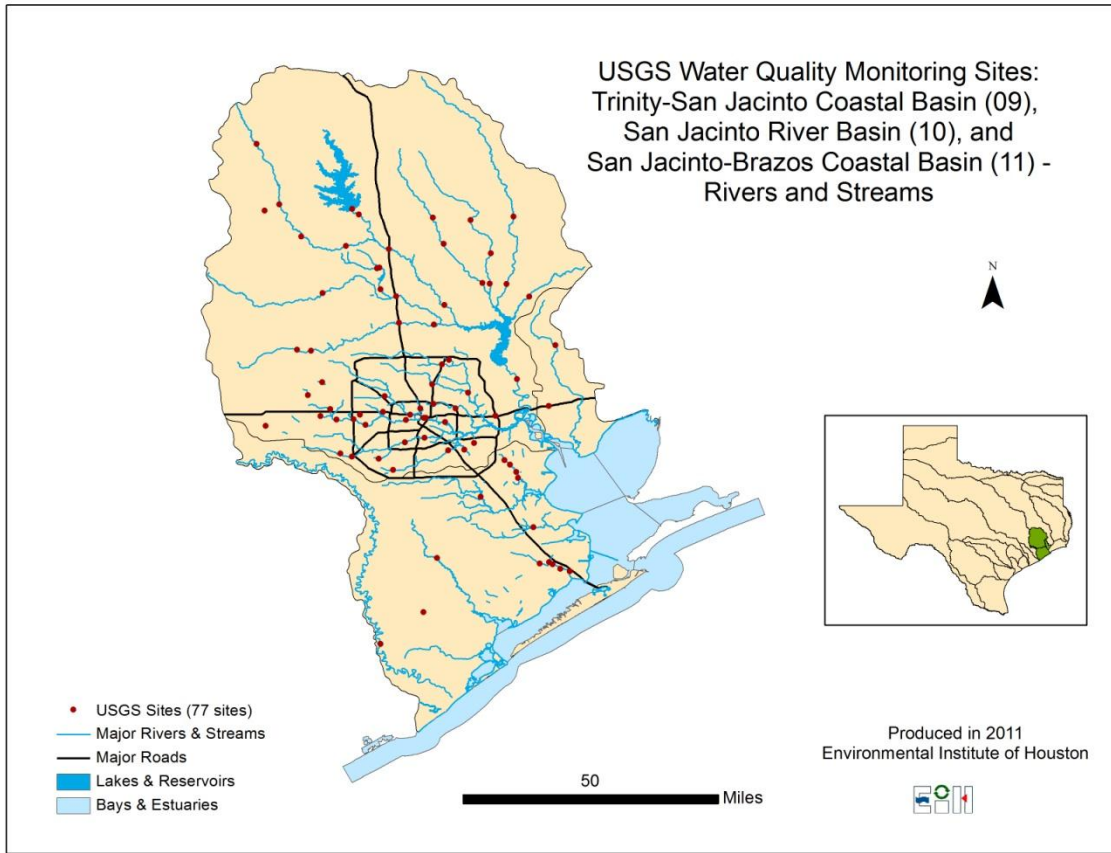 USGS Water Quality Monitoring Sites:
Trinity-San Jacinto Coastal Basin (09),
San Jacinto River Basin (10), and
San Jacinto-Brazos Coastal Basin (11) -
Rivers and Streams
N
USGS Sites (77 sites)
Major Rivers & Streams
Major Roads
Lakes & Reservoirs
Bays & Estuaries
50
Miles
Produced in 2011
Environmental Institute of Houston
EIH